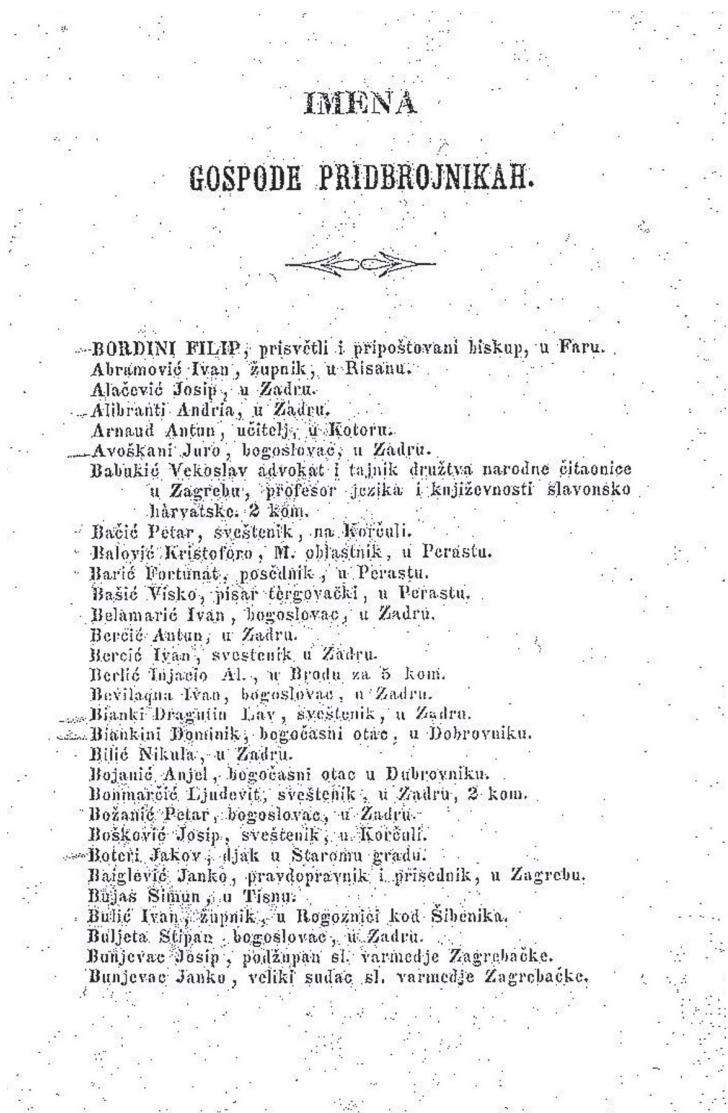 IMENA
GOSPODE PRIDBROJNIKAH.
BORDINI FILIP, prisvětli i pripoštovani biskup, u Faru.
Abramović Ivan, župnik, u Risanu.
Alačević Josip, u Zadru.
Alibranti Andria, u Zadru.
Arnaud Antun, učitelj, u Kotoru.
Avoškani Juro, bogoslovac, u Zadru.
Babukić Vekoslav advokat i tajnik družtva narodne čitaonice
u Zagrebu, profesor jezika i književnosti slavonsko
harvatske. 2 kom.
Bačić Petar, sveštenik, na Korčuli.
Balović Kristoforo, M. oblastnik, u Perastu.
Barić Fortunat, posědnik, u Perastu.
Bašić Visko, pisar tergovački, u Perastu.
Belamarić Ivan, bogoslovac, u Zadru.
Berčić Antun, u Zadru.
Bercić Ivan, svestenik u Zadru.
Berlić Injacio Al., u Brodu za 5 kom.
Bevilaqua Ivan, bogoslovac, u Zadru.
Bianki Dragutin Lav, sveštenik, u Zadru.
Biankini Dominik, bogočasni otac, u Dobrovniku.
Bilić Nikula, u Zadru.
Bojanić Anjel, bogočasni otac u Dubrovniku.
Bonmarčić Ljudevit, sveštenik, u Zadru, 2 kom.
Božanić Petar, bogoslovac, u Zadru.
Bošković Josip, sveštenik, u Korčuli.
Boteri Jakov, djak u Staromu gradu.
Baiglević Janko, pravdopravnik i prisednik, u Zagrebu.
Bujas Simun, u Tisnu.
Bulić Ivan, župnik, u Rogoznici kod Šibenika.
Buljeta Stipan bogoslovac, u Zadru.
Bunjevac Josip, podžupan sl. varmedje Zagrebačke.
Bunjevac Janko, veliki sudac sl. varmedje Zagrebačke.